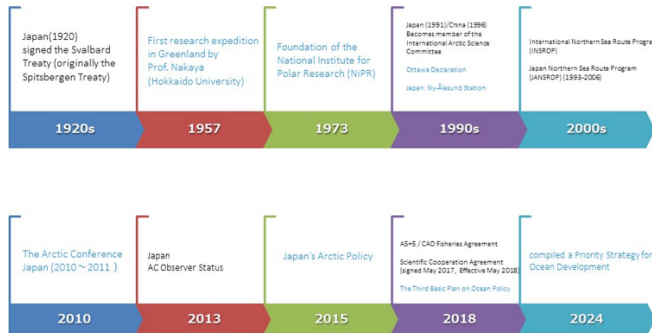 Japan(1920)
signed the Svalbard
Treaty (originally the
Spitsbergen Treaty)
1920s
First research expedition
in Greenland by
Prof. Nakaya
(Hokkaido University)
1957
Foundation of the
National Institute for
Polar Research (NiPR)
1973
Japan (1991)/China (1996)
Becomes member of the
International Arctic Science
Committee
Ottawa Declaration
Japan: Ny-Ålesund Station
1990s
International Northern Sea Route Progra
(INSROP)
Japan Northern Sea Route Program
(JANSROP) (1993-2006)
2000s
The Arctic Conference
Japan (2010～2011 )
2010
Japan
AC Observer Status
2013
Japan's Arctic Policy
2015
A5+5 / CAO Fisheries Agreement
Scientific Cooperation Agreement
(signed May 2017, Effective May 2018)
The Third Basic Plan on Ocean Policy
2018
compiled a Priority Strategy for
Ocean Development
2024